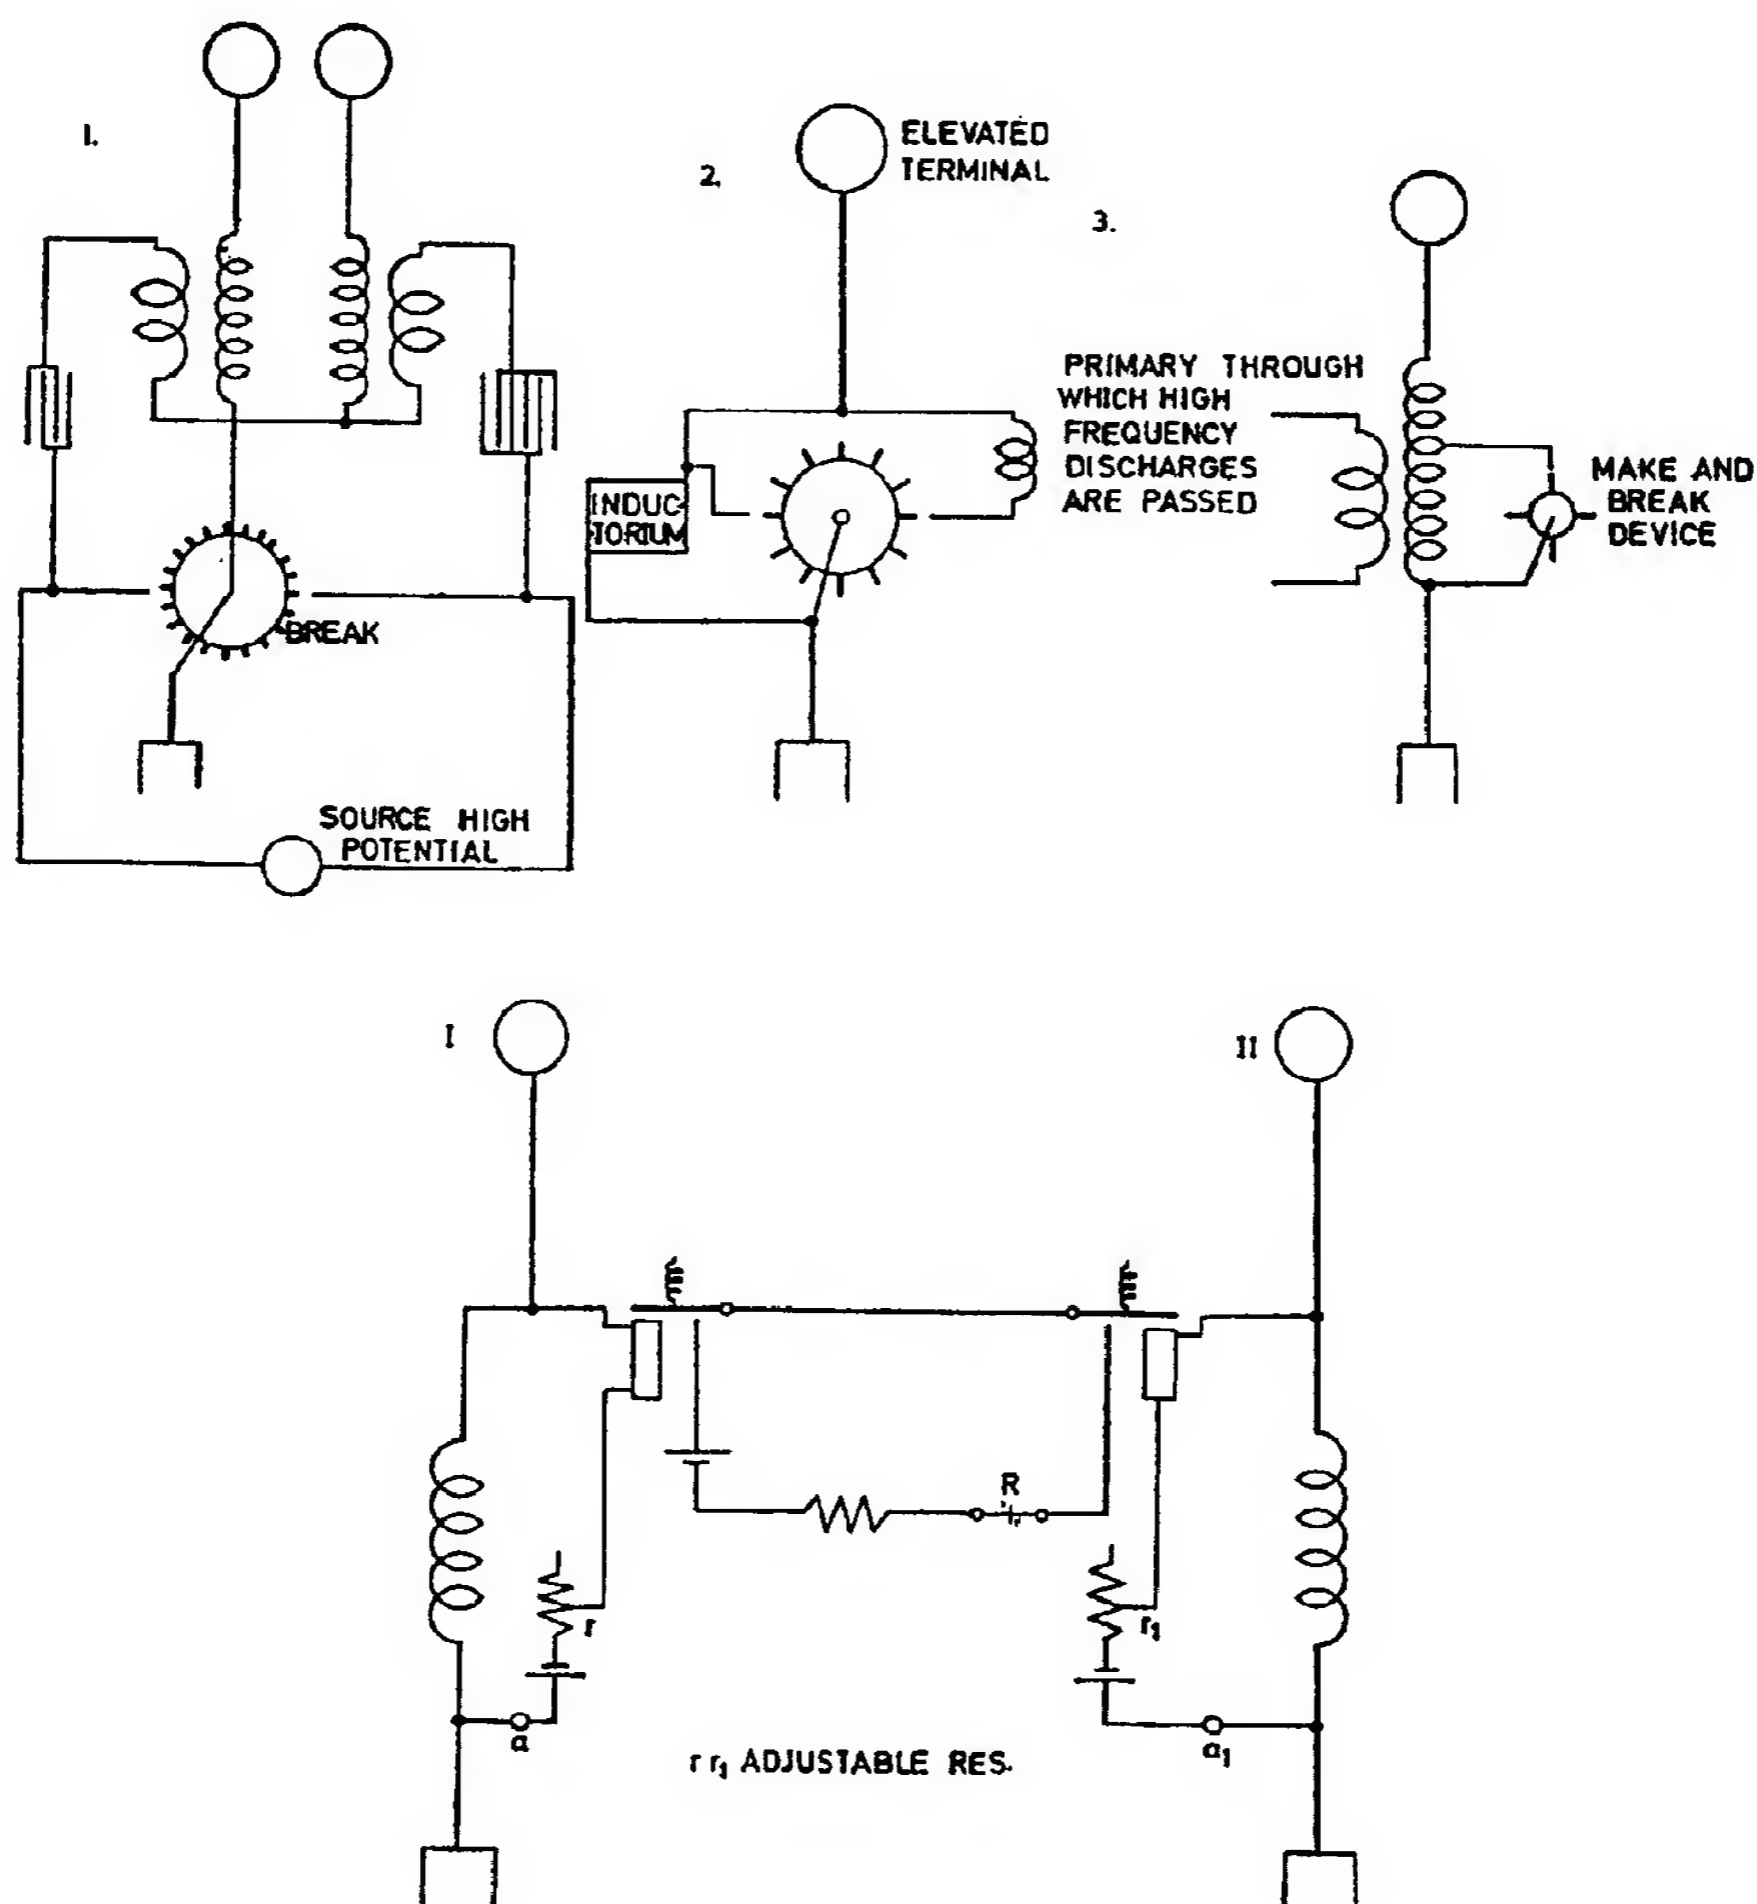 1.
2.
ELEVATED
TERMINAL
3.
PRIMARY THROUGH
WHICH HIGH
FREQUENCY
DISCHARGES
ARE PASSED
MAKE AND
BREAK
DEVICE
INDUC-
TORIUM
BREAK
SOURCE HIGH
POTENTIAL
I
II
R
r
r₁
a
a₁
r r₁ ADJUSTABLE RES.